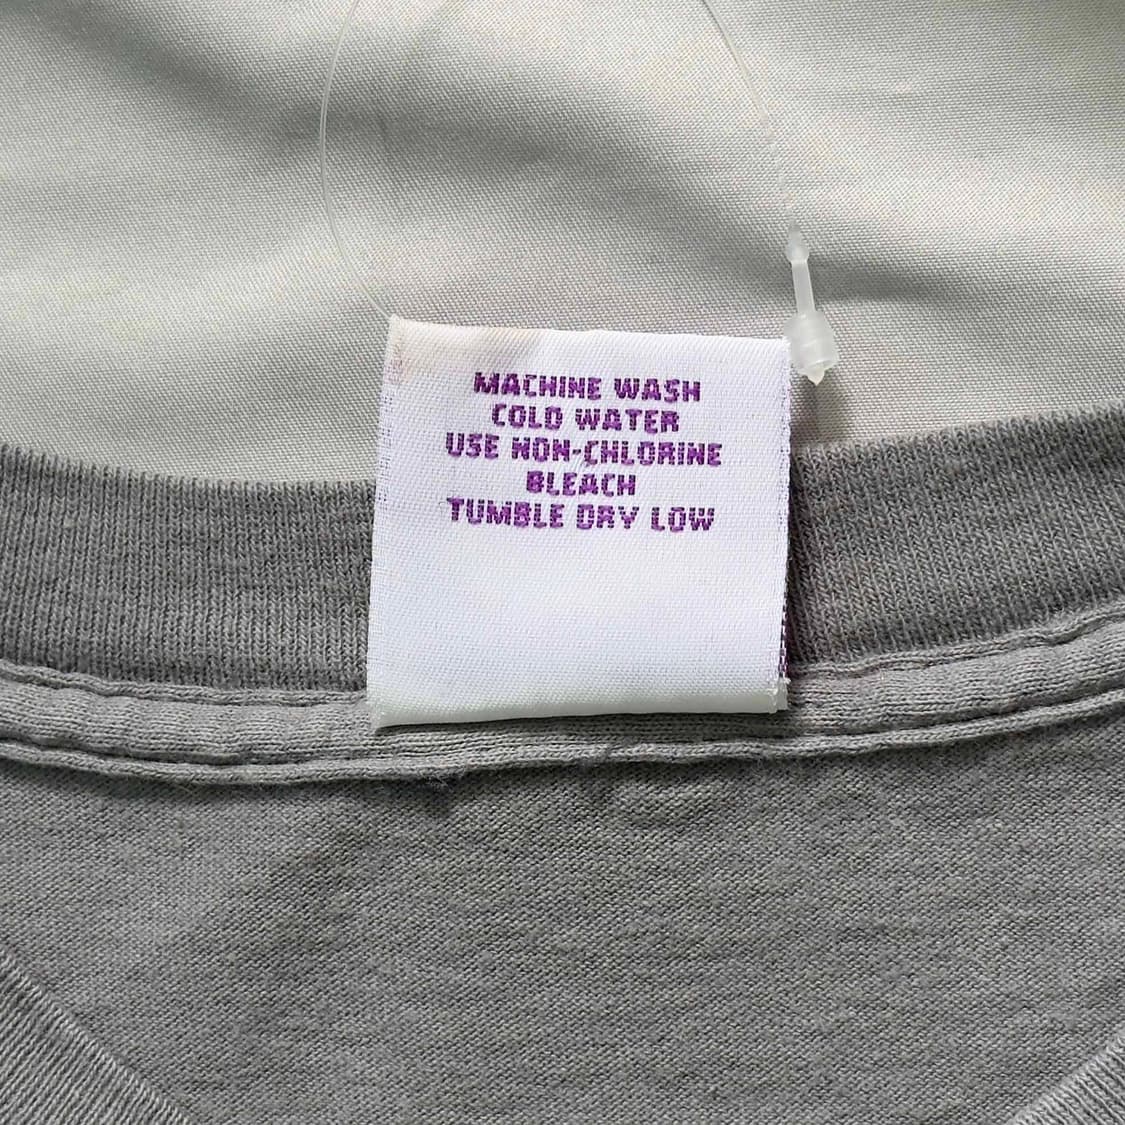 MACHINE WASH
COLD WATER
USE NON-CHLORINE
BLEACH
TUMBLE DRY LOW